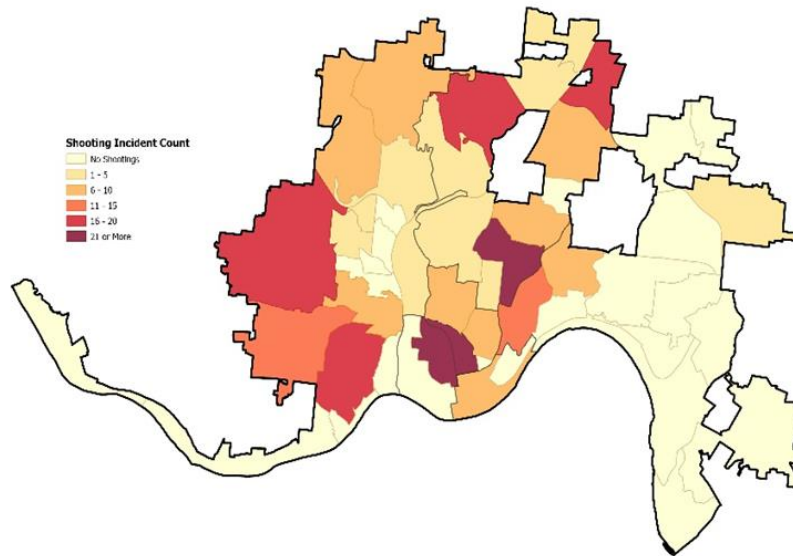 Shooting Incident Count
No Shootings
1 - 5
6 - 10
11 - 15
16 - 20
21 or More